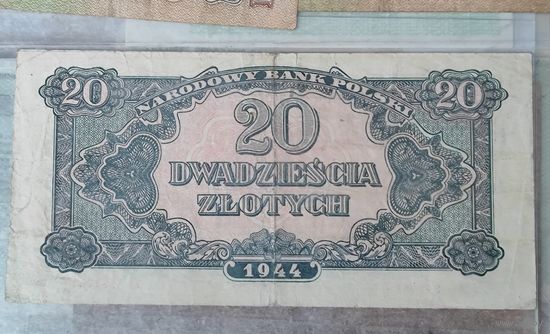 NARODOWY BANK POLSKI
20 20
20
DWADZIEŚCIA
ZŁOTYCH
1944